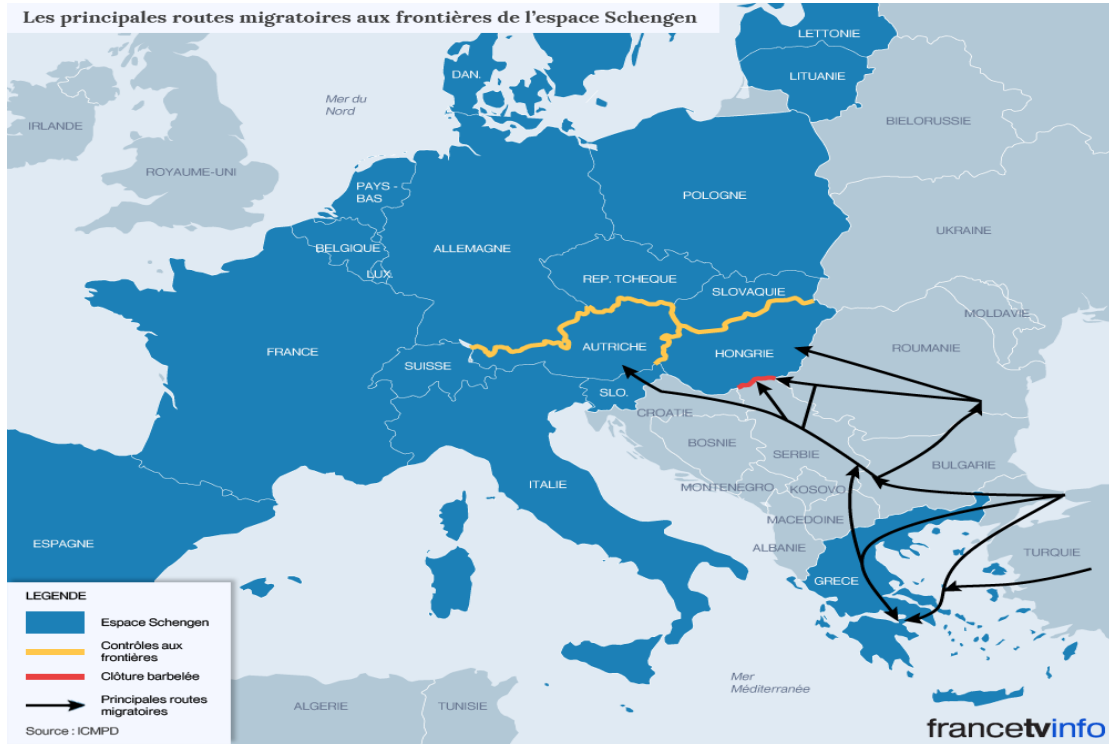 Les principales routes migratoires aux frontières de l'espace Schengen
LETTONIE
LITUANIE
DAN.
Mer du
Nord
IRLANDE
ROYAUME-UNI
BIELORUSSIE
PAYS -
BAS
POLOGNE
UKRAINE
BELGIQUE
ALLEMAGNE
LUX.
REP. TCHEQUE
SLOVAQUIE
MOLDAVIE
FRANCE
AUTRICHE
HONGRIE
ROUMANIE
SUISSE
SLO.
CROATIE
BOSNIE
SERBIE
BULGARIE
ITALIE
MONTENEGRO
KOSOVO
MACEDOINE
ESPAGNE
ALBANIE
TURQUIE
GRECE
LEGENDE
Espace Schengen
Contrôles aux
frontières
Clôture barbelée
Principales routes
migratoires
Source : ICMPD
ALGERIE
TUNISIE
Mer
Méditerranée
francetvinfo